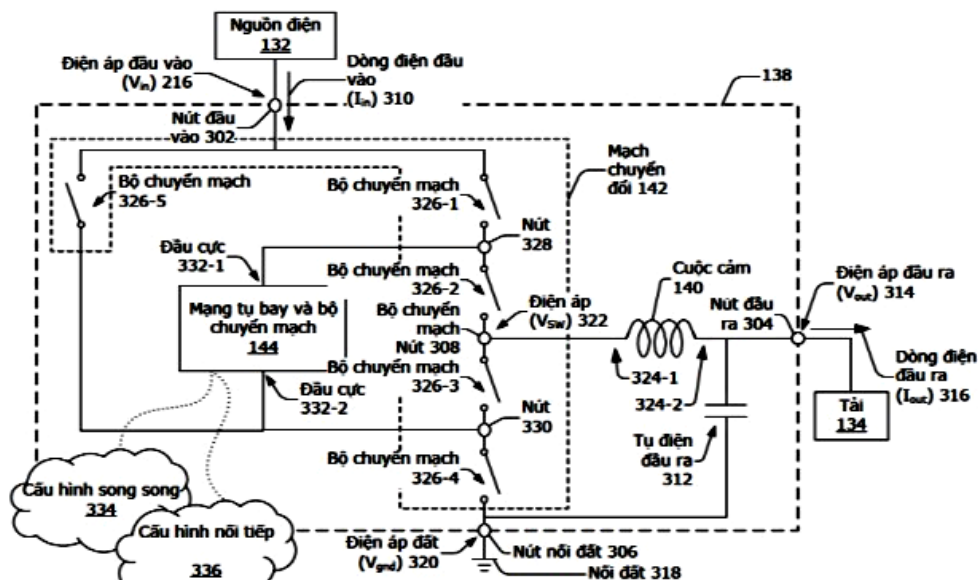 Nguồn điện
132
Điện áp đầu vào
(Vin) 216
Dòng điện đầu
vào
(Iin) 310
138
Nút đầu
vào 302
Bộ chuyển mạch
326-5
Bộ chuyển mạch
326-1
Mạch
chuyển
đổi 142
Nút
328
Đầu cực
332-1
Bộ chuyển mạch
326-2
Mạng tụ bay và bộ
chuyển mạch
144
Bộ chuyển
mạch
Nút 308
Điện áp
(VSW) 322
Cuộc cảm
140
Nút đầu
ra 304
Điện áp đầu ra
(Vout) 314
Bộ chuyển mạch
326-3
324-1
324-2
Dòng điện
đầu ra
(Iout) 316
Đầu cực
332-2
Nút
330
Tụ điện
đầu ra
312
Tải
134
Bộ chuyển mạch
326-4
Cấu hình song song
334
Cấu hình nối tiếp
336
Điện áp đất
(Vgnd) 320
Nút nối đất 306
Nối đất 318